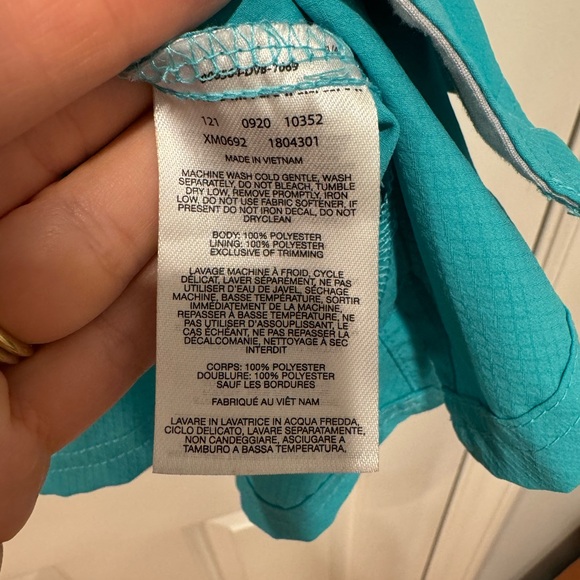 121 0920 10352
XM0692 1804301
MADE IN VIETNAM
MACHINE WASH COLD GENTLE, WASH
SEPARATELY, DO NOT BLEACH, TUMBLE
DRY LOW, REMOVE PROMPTLY, IRON
LOW, DO NOT USE FABRIC SOFTENER, IF
PRESENT DO NOT IRON DECAL, DO NOT
DRYCLEAN
BODY: 100% POLYESTER
LINING: 100% POLYESTER
EXCLUSIVE OF TRIMMING
LAVAGE MACHINE À FROID, CYCLE
DÉLICAT, LAVER SÉPARÉMENT, NE PAS
UTILISER D'EAU DE JAVEL, SÉCHAGE
MACHINE, BASSE TEMPÉRATURE, SORTIR
IMMÉDIATEMENT DE LA MACHINE,
REPASSER À BASSE TEMPÉRATURE, NE
PAS UTILISER D'ASSOUPLISSANT, LE
CAS ÉCHÉANT, NE PAS REPASSER LA
DÉCALCOMANIE, NETTOYAGE À SEC
INTERDIT
CORPS: 100% POLYESTER
DOUBLURE: 100% POLYESTER
SAUF LES BORDURES
FABRIQUÉ AU VIÊT NAM
LAVARE IN LAVATRICE IN ACQUA FREDDA,
CICLO DELICATO, LAVARE SEPARATAMENTE,
NON CANDEGGIARE, ASCIUGARE A
TAMBURO A BASSA TEMPERATURA,